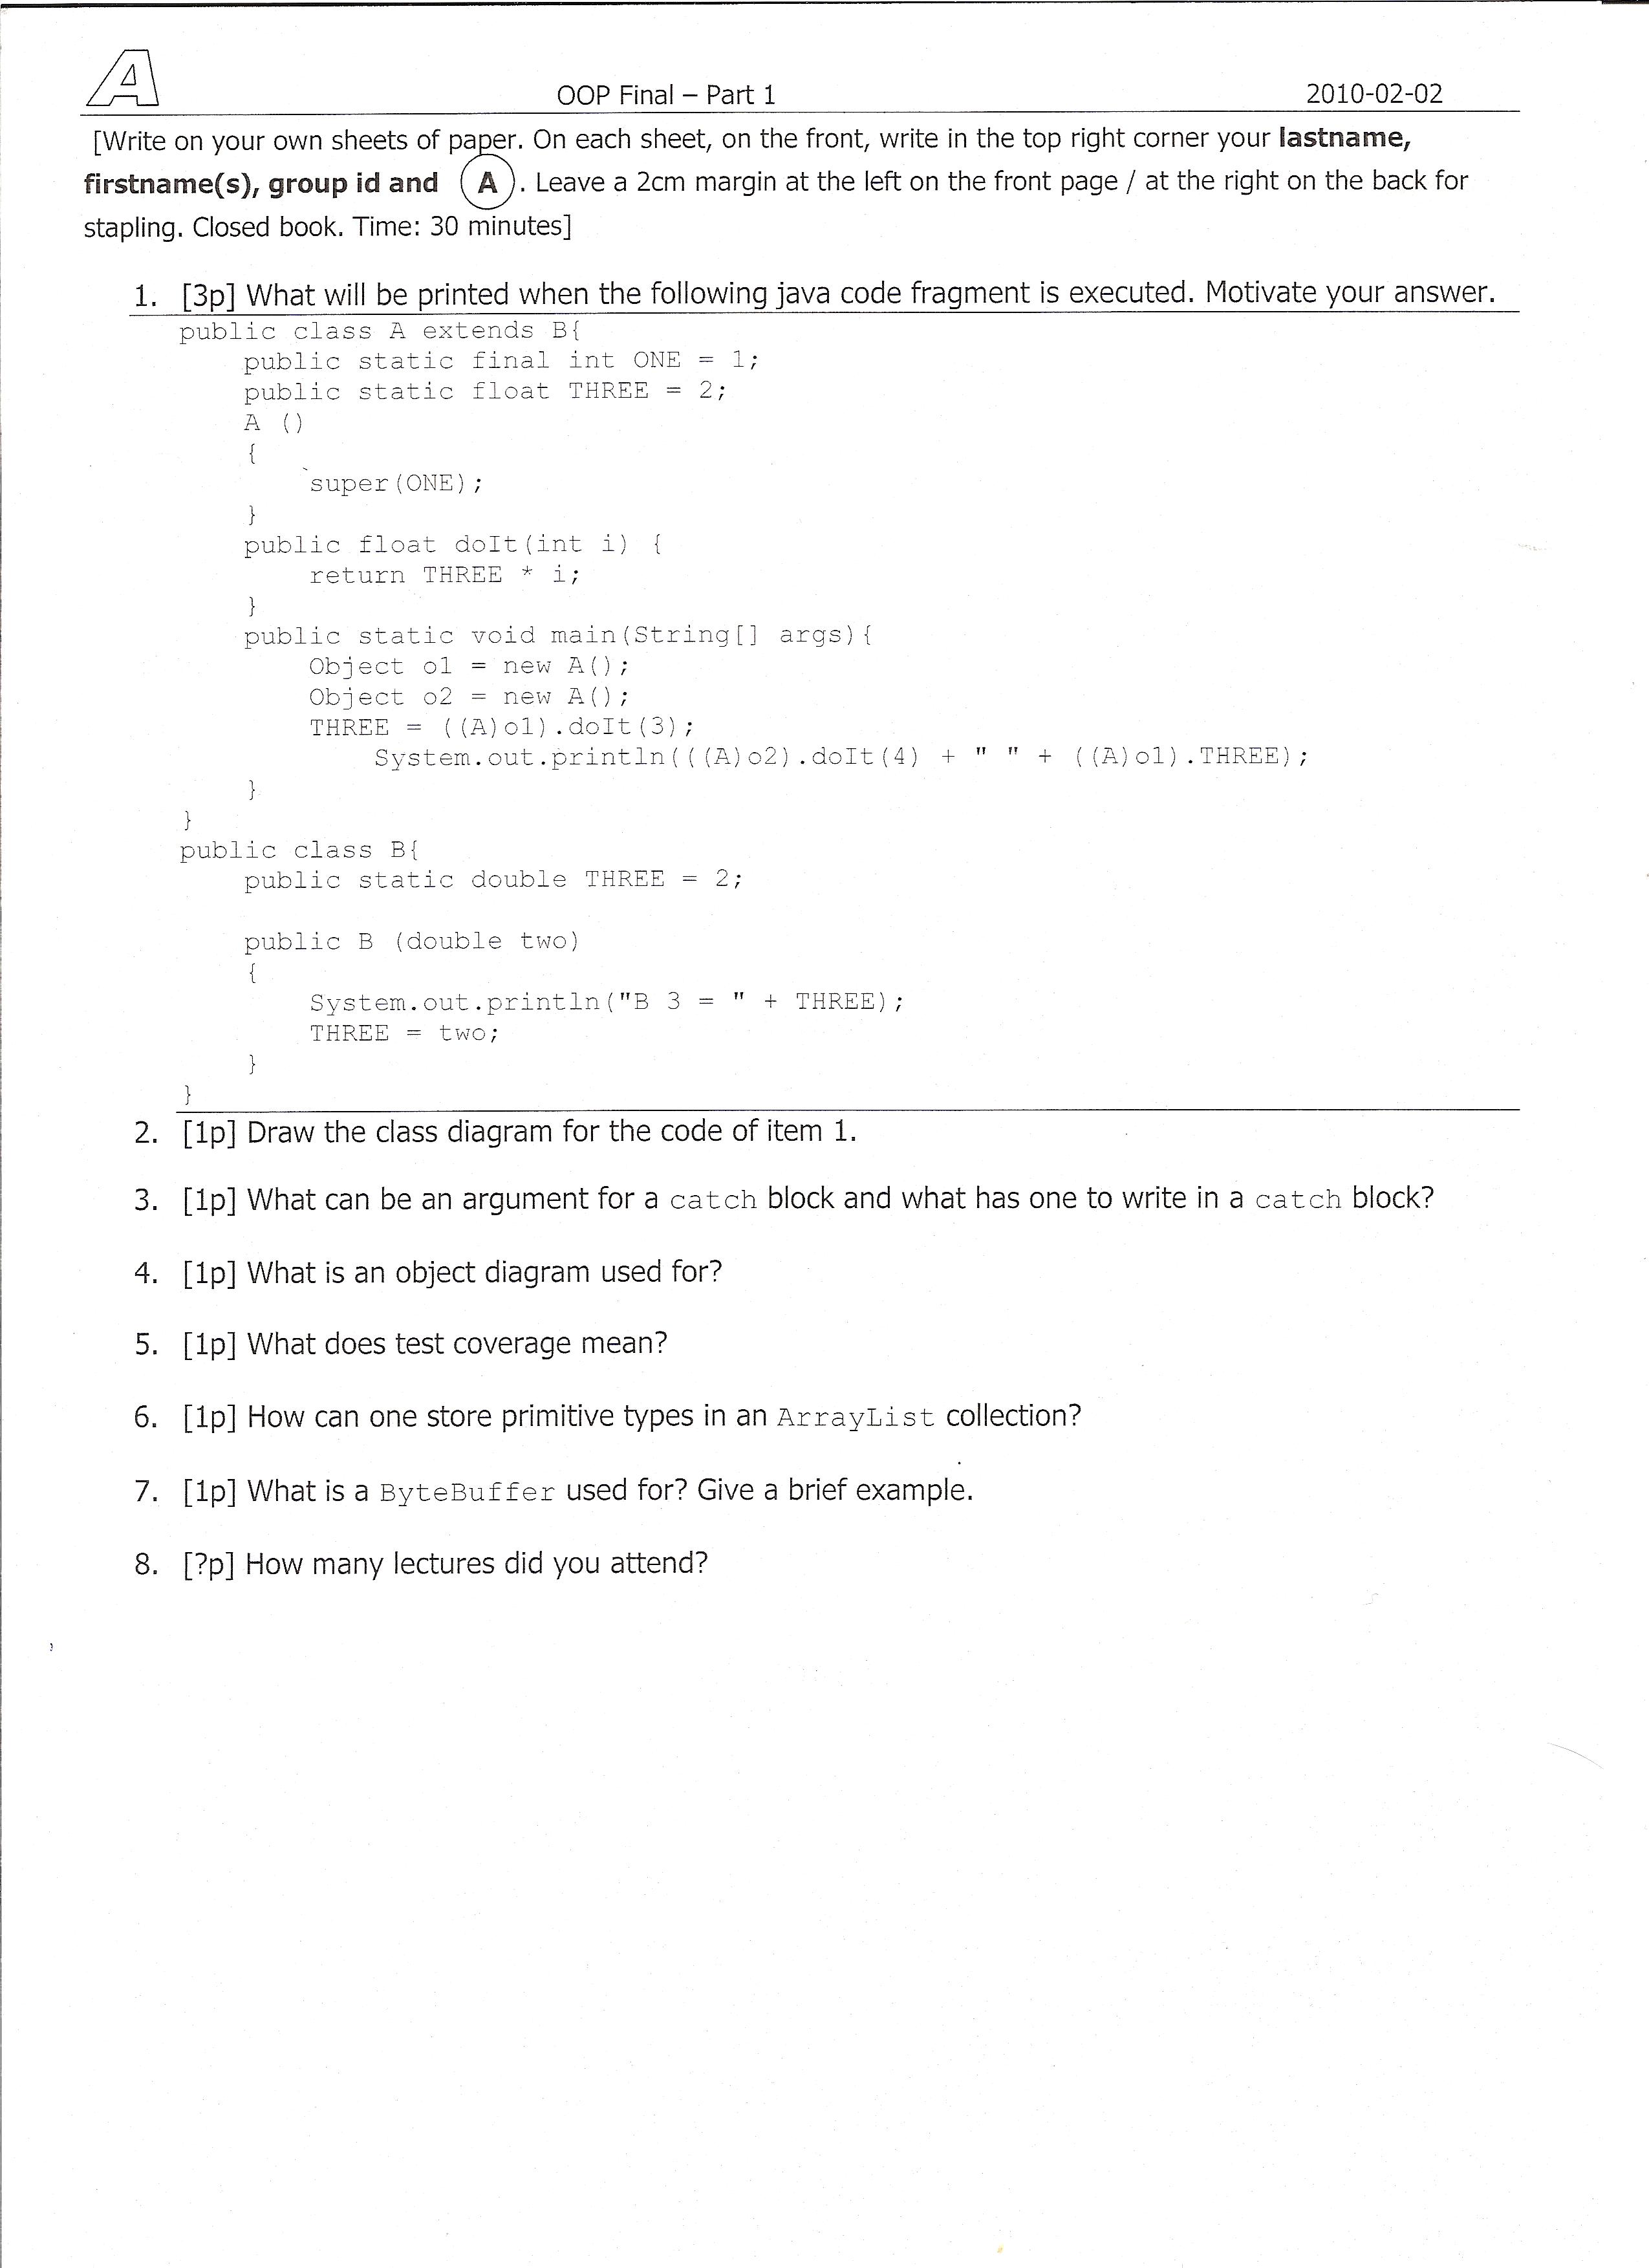 A
OOP Final – Part 1 2010-02-02
[Write on your own sheets of paper. On each sheet, on the front, write in the top right corner your lastname,
firstname(s), group id and A. Leave a 2cm margin at the left on the front page / at the right on the back for
stapling. Closed book. Time: 30 minutes]
1. [3p] What will be printed when the following java code fragment is executed. Motivate your answer.
public class A extends B{
public static final int ONE = 1;
public static float THREE = 2;
A ()
{
super(ONE);
}
public float doIt(int i) {
return THREE * i;
}
public static void main(String[] args){
Object o1 = new A();
Object o2 = new A();
THREE = ((A)o1).doIt(3);
System.out.println(((A)o2).doIt(4) + " " + ((A)o1).THREE);
}
}
public class B{
public static double THREE = 2;
public B (double two)
{
System.out.println("B 3 = " + THREE);
THREE = two;
}
}
2. [1p] Draw the class diagram for the code of item 1.
3. [1p] What can be an argument for a catch block and what has one to write in a catch block?
4. [1p] What is an object diagram used for?
5. [1p] What does test coverage mean?
6. [1p] How can one store primitive types in an ArrayList collection?
7. [1p] What is a ByteBuffer used for? Give a brief example.
8. [?p] How many lectures did you attend?